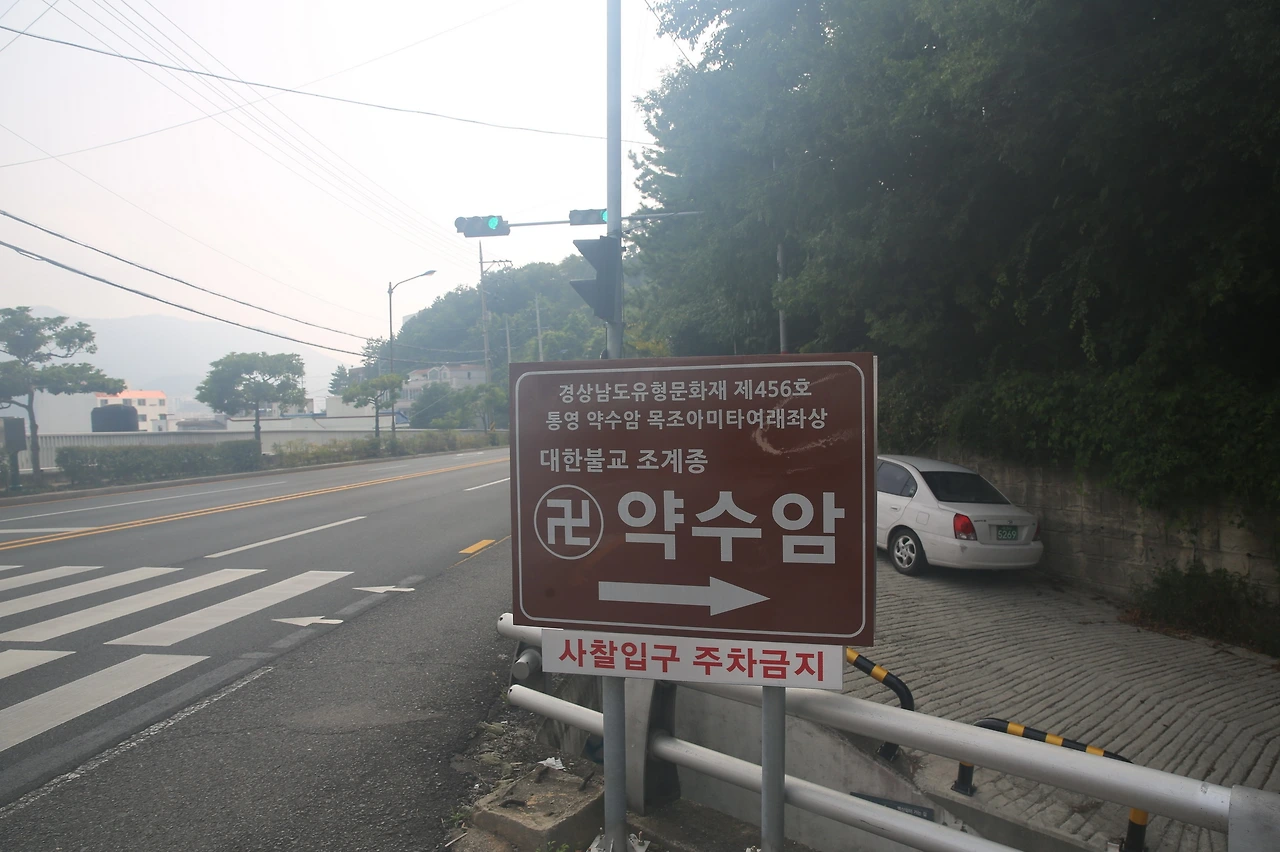 경상남도유형문화재 제456호
통영 약수암 목조아미타여래좌상
대한불교 조계종
卍 약수암
사찰입구 주차금지
5269